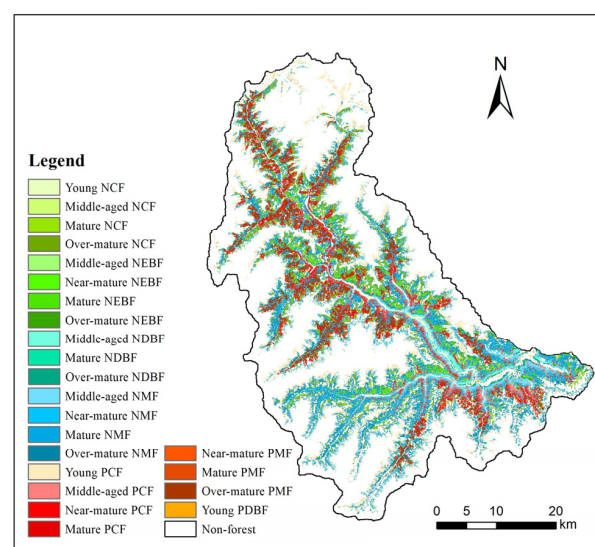 N
Legend
Young NCF
Middle-aged NCF
Mature NCF
Over-mature NCF
Middle-aged NEBF
Near-mature NEBF
Mature NEBF
Over-mature NEBF
Middle-aged NDBF
Mature NDBF
Over-mature NDBF
Middle-aged NMF
Near-mature NMF
Mature NMF
Over-mature NMF
Young PCF
Middle-aged PCF
Near-mature PCF
Mature PCF
Near-mature PMF
Mature PMF
Over-mature PMF
Young PDBF
Non-forest
0 5 10 20
km